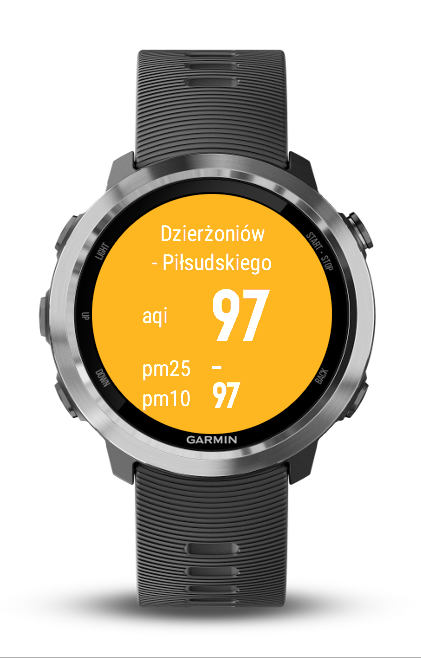 Dzierżoniów
- Piłsudskiego
aqi 97
pm25 -
pm10 97
LIGHT
UP
DOWN
START · STOP
BACK
GARMIN